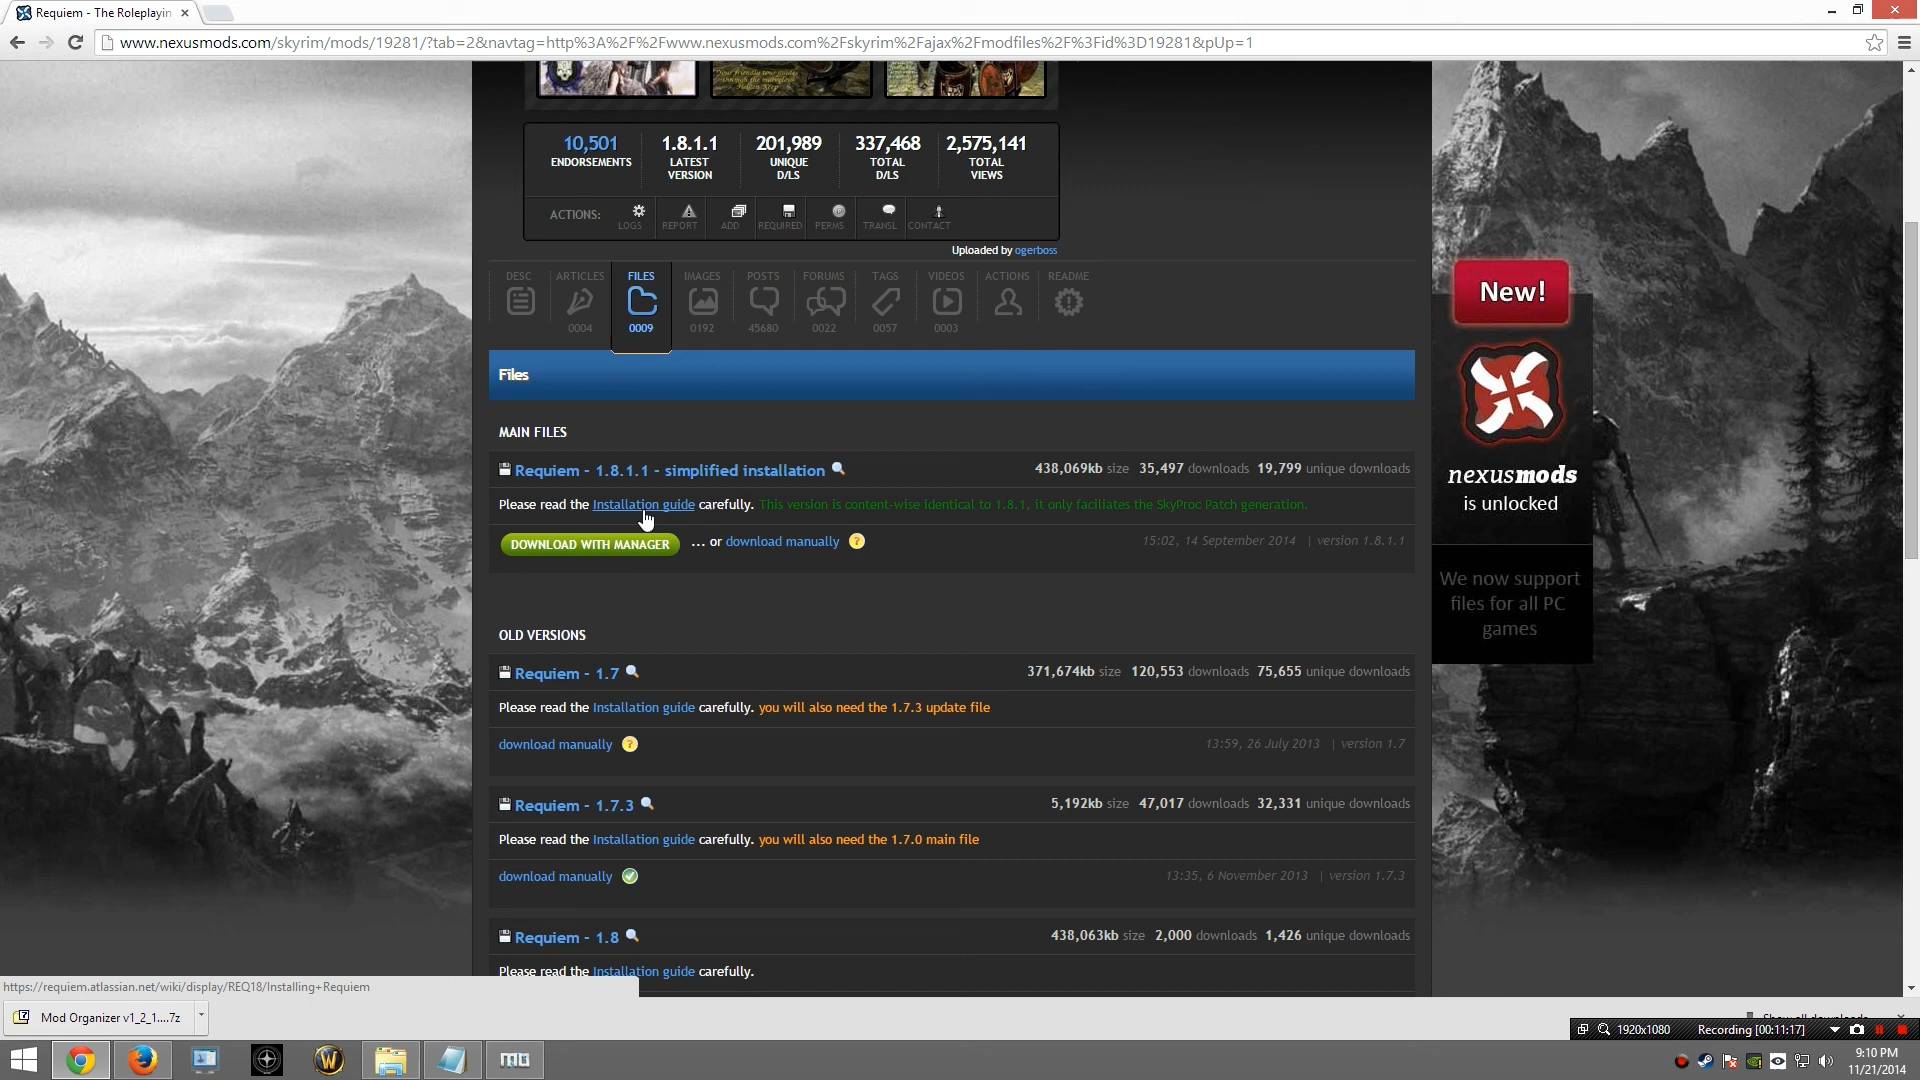 Requiem - The Roleplayin
www.nexusmods.com/skyrim/mods/19281/?tab=2&navtag=http%3A%2F%2Fwww.nexusmods.com%2Fskyrim%2Fajax%2Fmodfiles%2F%3Fid%3D19281&pUp=1
10,501 1.8.1.1 201,989 337,468 2,575,141
ENDORSEMENTS LATEST VERSION UNIQUE D/LS TOTAL D/LS TOTAL VIEWS
ACTIONS: LOGS REPORT ADD REQUIRED PERMS TRANSL CONTACT
Uploaded by ogerboss
DESC ARTICLES FILES IMAGES POSTS FORUMS TAGS VIDEOS ACTIONS README
0004 0009 0192 45680 0022 0057 0003
Files
MAIN FILES
Requiem - 1.8.1.1 - simplified installation 438,069kb size 35,497 downloads 19,799 unique downloads
Please read the Installation guide carefully. This version is content-wise identical to 1.8.1, it only faciliates the SkyProc Patch generation.
DOWNLOAD WITH MANAGER ... or download manually ? 15:02, 14 September 2014 | version 1.8.1.1
OLD VERSIONS
Requiem - 1.7 371,674kb size 120,553 downloads 75,655 unique downloads
Please read the Installation guide carefully. you will also need the 1.7.3 update file
download manually ? 13:59, 26 July 2013 | version 1.7
Requiem - 1.7.3 5,192kb size 47,017 downloads 32,331 unique downloads
Please read the Installation guide carefully. you will also need the 1.7.0 main file
download manually 13:35, 6 November 2013 | version 1.7.3
Requiem - 1.8 438,063kb size 2,000 downloads 1,426 unique downloads
Please read the Installation guide carefully.
New!
nexusmods
is unlocked
We now support
files for all PC
games
https://requiem.atlassian.net/wiki/display/REQ18/Installing+Requiem
Mod Organizer v1_2_1....7z
1920x1080 Recording [00:11:17]
9:10 PM
11/21/2014